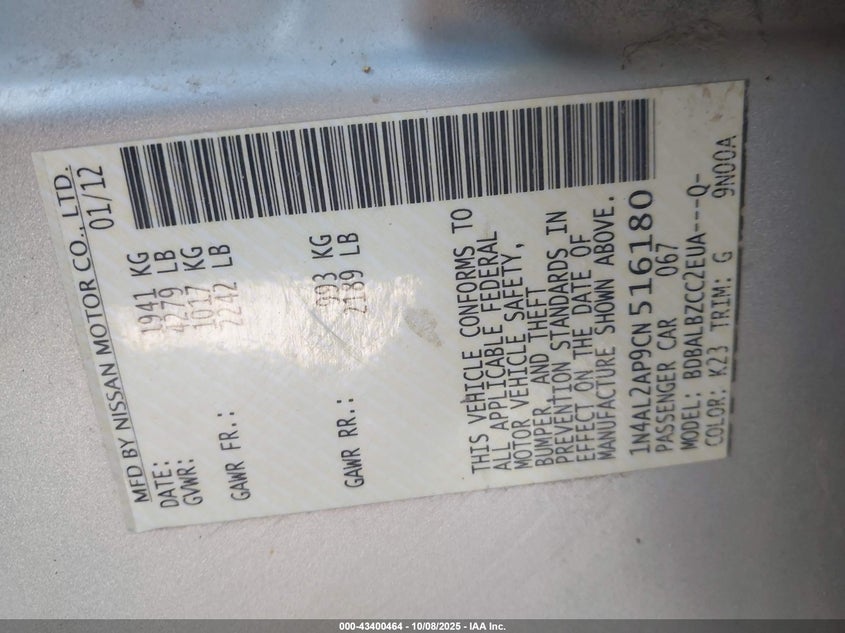 MFD BY NISSAN MOTOR CO., LTD.
DATE: 01/12
GVWR: 1941 KG
4279 LB
GAWR FR.: 1017 KG
2242 LB
GAWR RR.: 993 KG
2189 LB
THIS VEHICLE CONFORMS TO
ALL APPLICABLE FEDERAL
MOTOR VEHICLE SAFETY,
BUMPER, AND THEFT
PREVENTION STANDARDS IN
EFFECT ON THE DATE OF
MANUFACTURE SHOWN ABOVE.
1N4AL2AP9CN516180
PASSENGER CAR 067
MODEL: BDBALBZCC2EUA---Q-
COLOR: K23 TRIM: G 9N00A
000-43400464 - 10/08/2025 - IAA Inc.